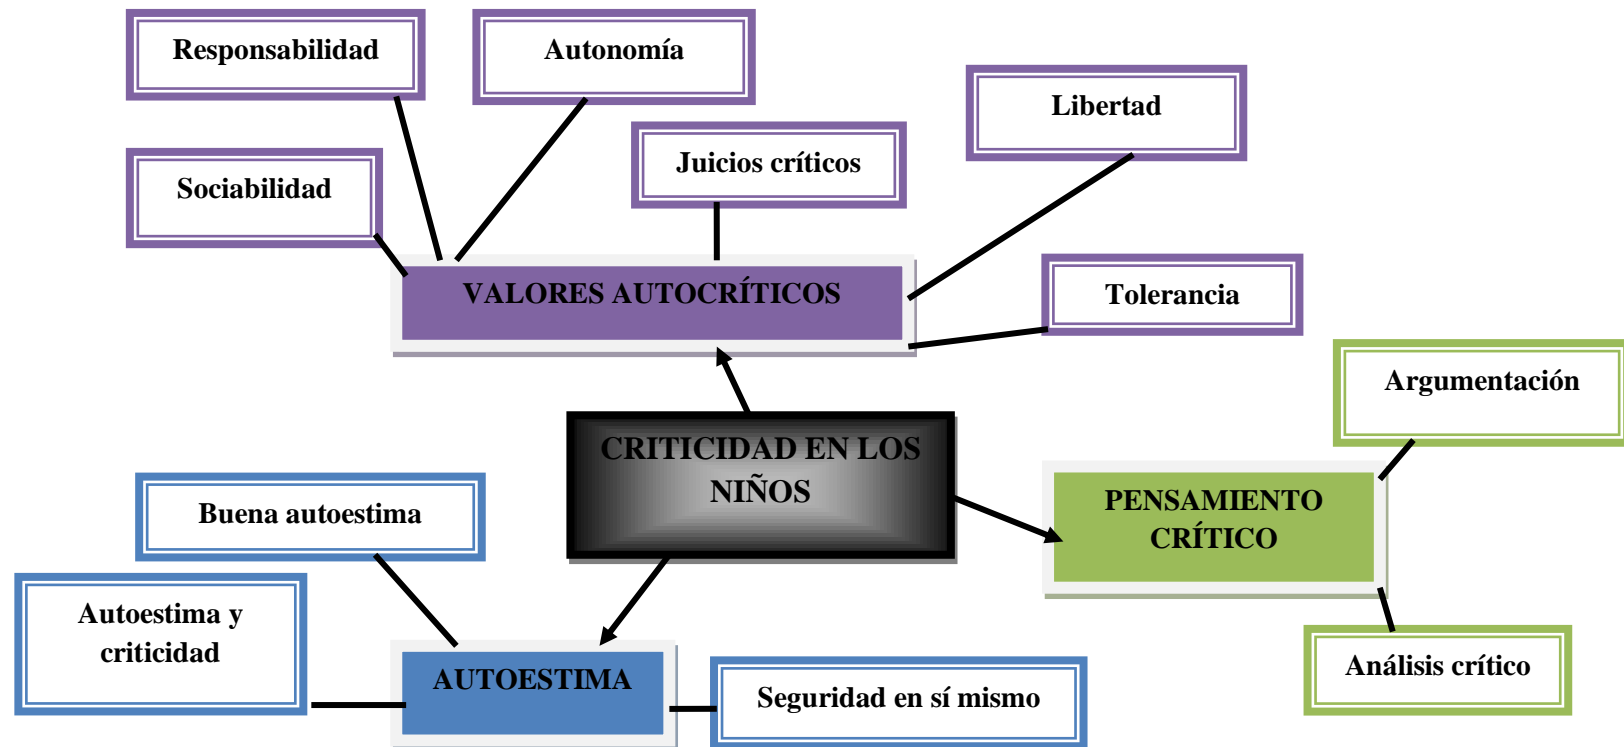 Responsabilidad
Autonomía
Libertad
Juicios críticos
Sociabilidad
VALORES AUTOCRÍTICOS
Tolerancia
Argumentación
CRITICIDAD EN LOS
NIÑOS
PENSAMIENTO
CRÍTICO
Buena autoestima
Autoestima y
criticidad
AUTOESTIMA
Seguridad en sí mismo
Análisis crítico